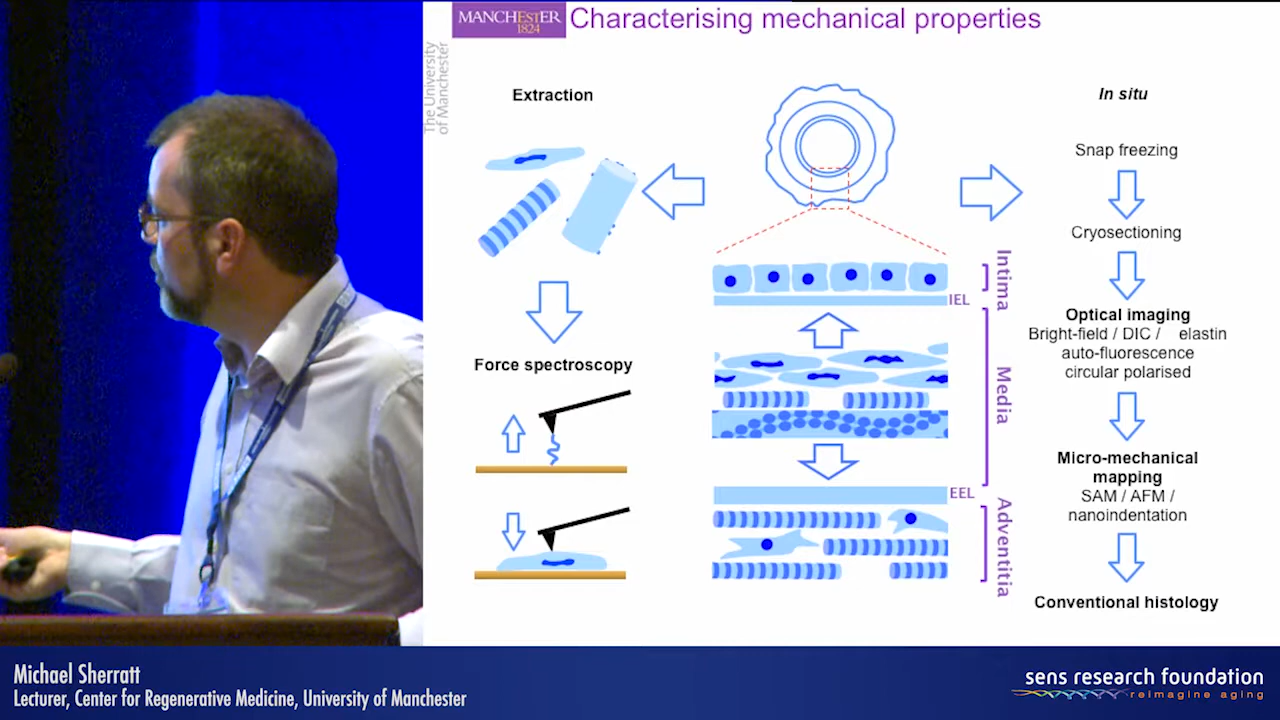 MANCHESTER
1824
The University
of Manchester
Characterising mechanical properties
Extraction
Force spectroscopy
Intima
IEL
Media
EEL
Adventitia
In situ
Snap freezing
Cryosectioning
Optical imaging
Bright-field / DIC / elastin
auto-fluorescence
circular polarised
Micro-mechanical
mapping
SAM / AFM /
nanoindentation
Conventional histology
Michael Sherratt
Lecturer, Center for Regenerative Medicine, University of Manchester
sens research foundation
reimagine aging